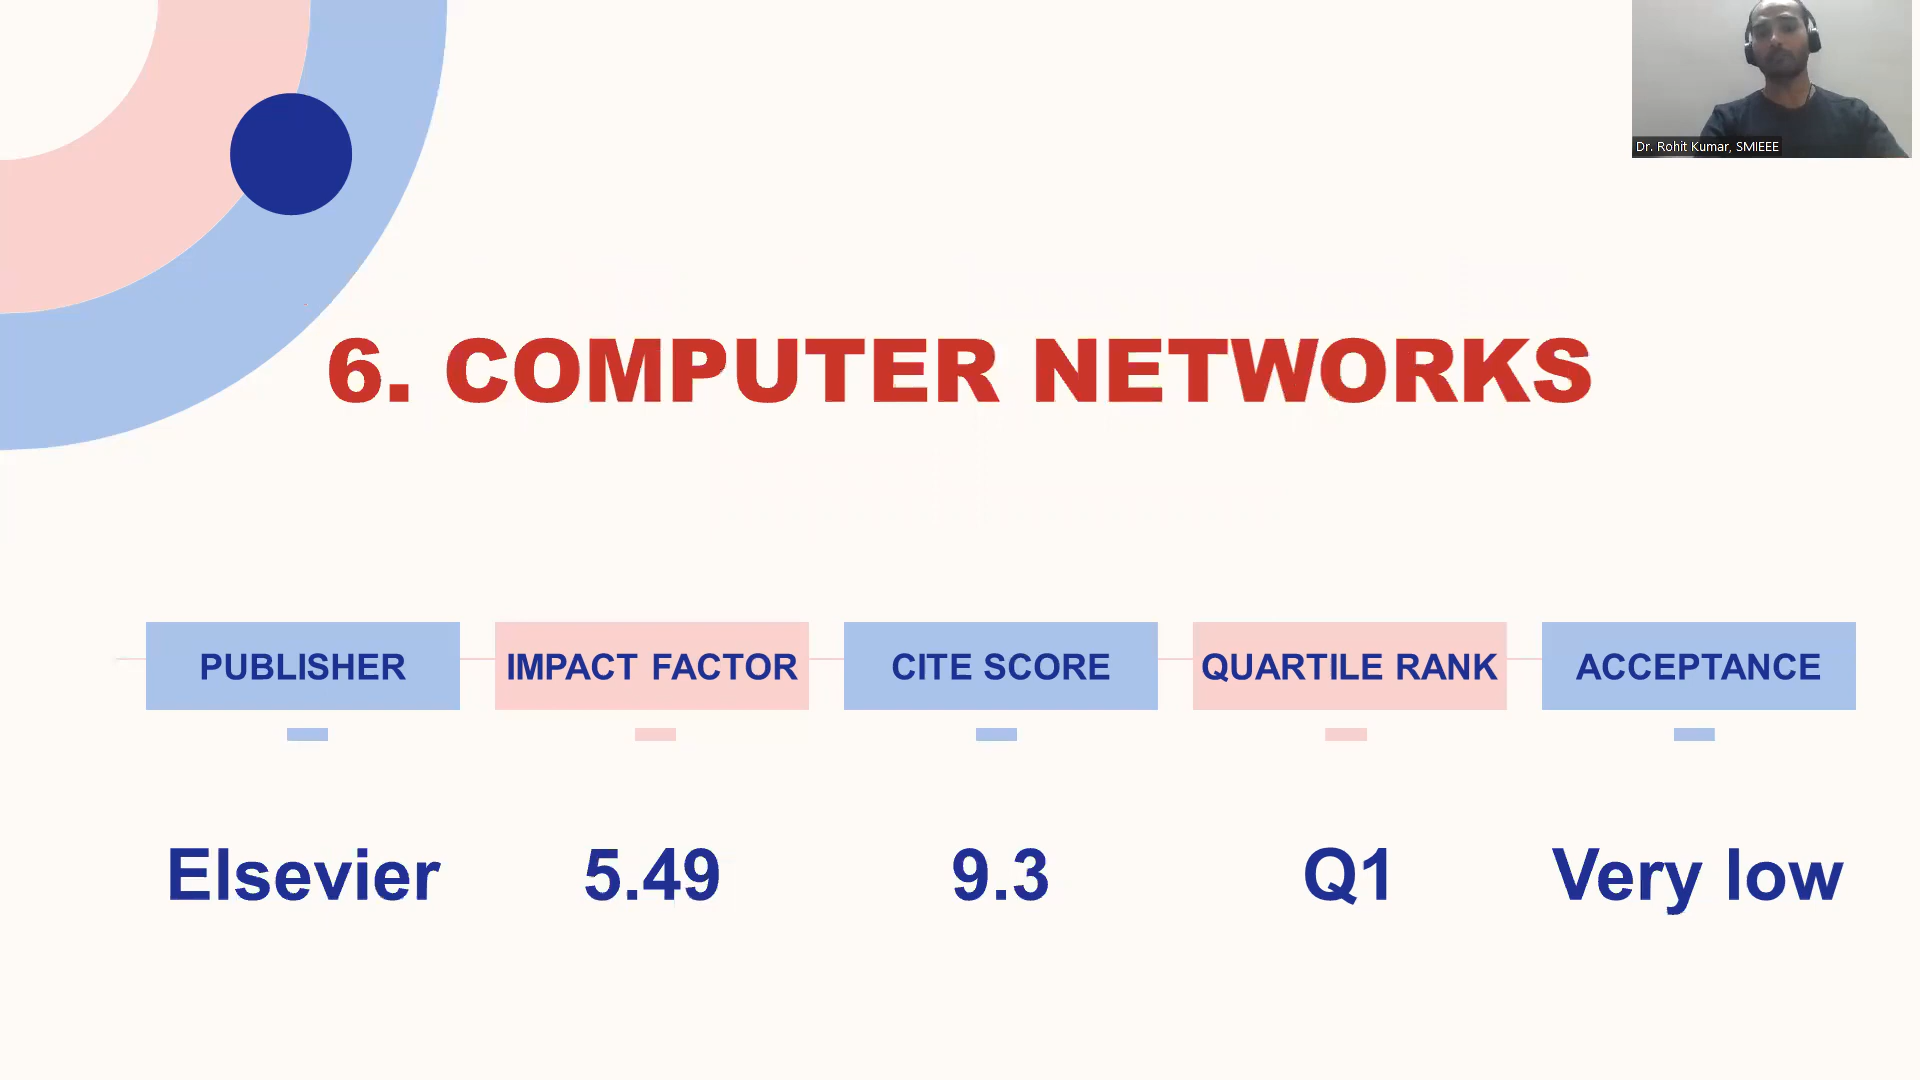 Dr. Rohit Kumar, SMIEEE
6. COMPUTER NETWORKS
PUBLISHER IMPACT FACTOR CITE SCORE QUARTILE RANK ACCEPTANCE
Elsevier 5.49 9.3 Q1 Very low